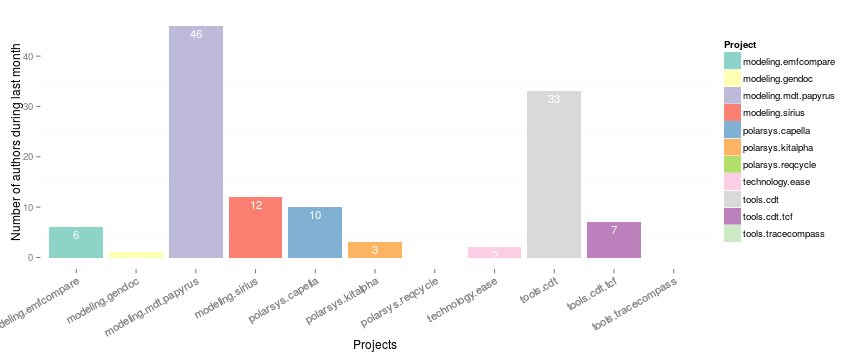 Number of authors during last month
40
30
20
10
0
6
46
12
10
3
2
33
7
deling.emfcompare
modeling.gendoc
modeling.mdt.papyrus
modeling.sirius
polarsys.capella
polarsys.kitalpha
polarsys.reqcycle
technology.ease
tools.cdt
tools.cdt.tcf
tools.tracecompass
Projects
Project
modeling.emfcompare
modeling.gendoc
modeling.mdt.papyrus
modeling.sirius
polarsys.capella
polarsys.kitalpha
polarsys.reqcycle
technology.ease
tools.cdt
tools.cdt.tcf
tools.tracecompass